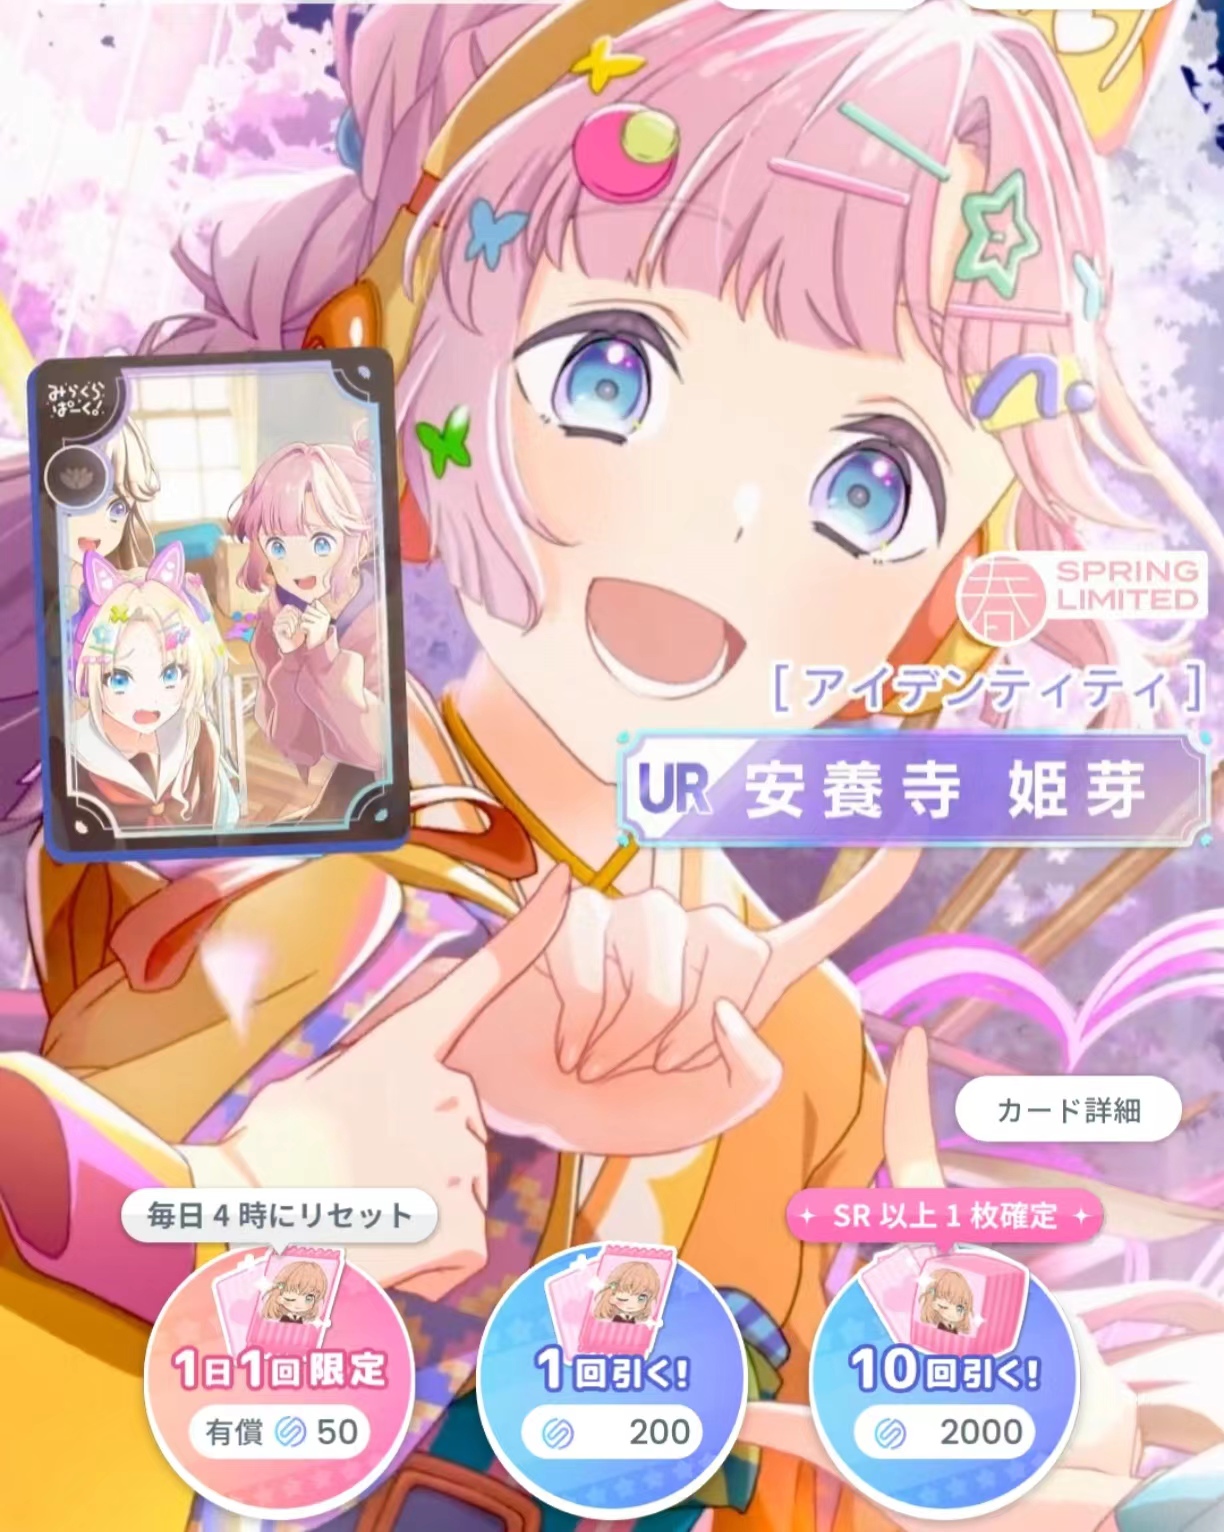 みらくら
ぱーく!
春
SPRING
LIMITED
[アイデンティティ]
UR 安養寺 姫芽
カード詳細
毎日4時にリセット
SR以上1枚確定
1日1回限定
有償 50
1回引く!
200
10回引く!
2000